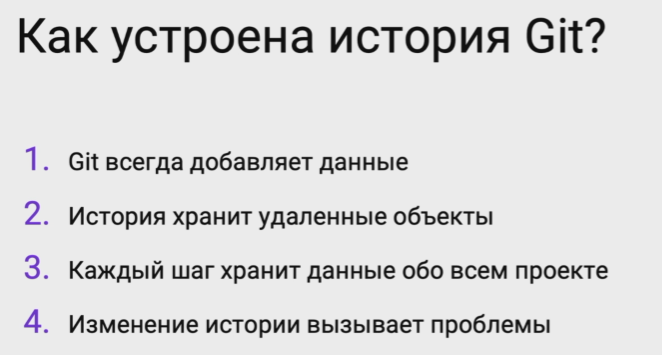 Как устроена история Git?
1. Git всегда добавляет данные
2. История хранит удаленные объекты
3. Каждый шаг хранит данные обо всем проекте
4. Изменение истории вызывает проблемы